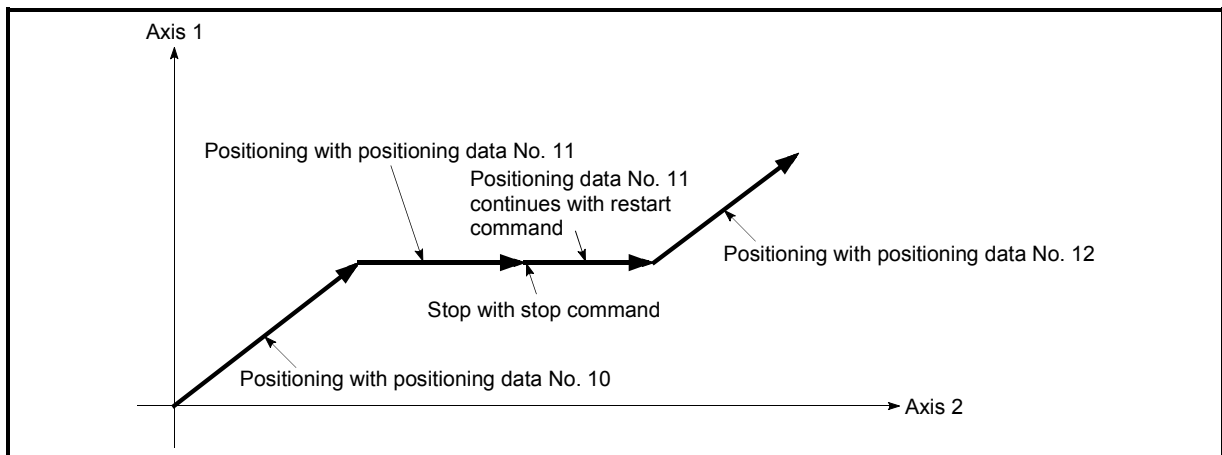 Axis 1
Positioning with positioning data No. 11
Positioning data No. 11
continues with restart
command
Positioning with positioning data No. 12
Stop with stop command
Positioning with positioning data No. 10
Axis 2